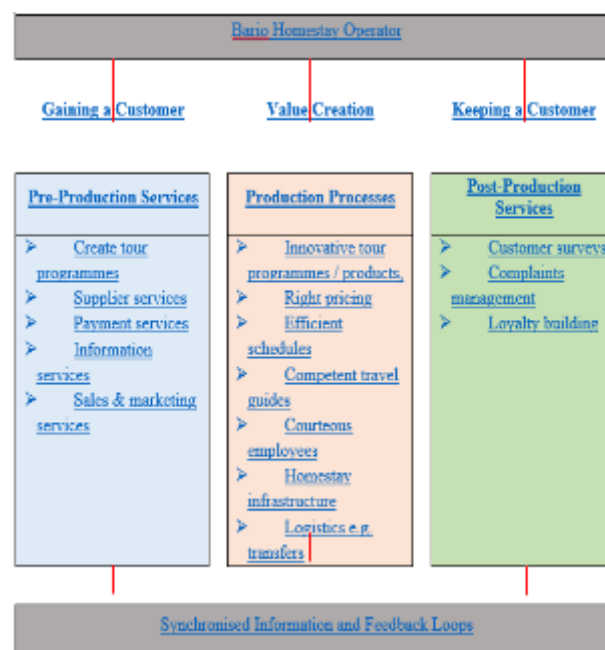 Bario Homestay Operator
Gaining a Customer
Value Creation
Keeping a Customer
Pre-Production Services
➢ Create tour
programmes
➢ Supplier services
➢ Payment services
➢ Information
services
➢ Sales & marketing
services
Production Processes
➢ Innovative tour
programmes / products,
➢ Right pricing
➢ Efficient
schedules
➢ Competent travel
guides
➢ Courteous
employees
➢ Homestay
infrastructure
➢ Logistics e.g.
transfers
Post-Production
Services
➢ Customer surveys
➢ Complaints
management
➢ Loyalty building
Synchronised Information and Feedback Loops